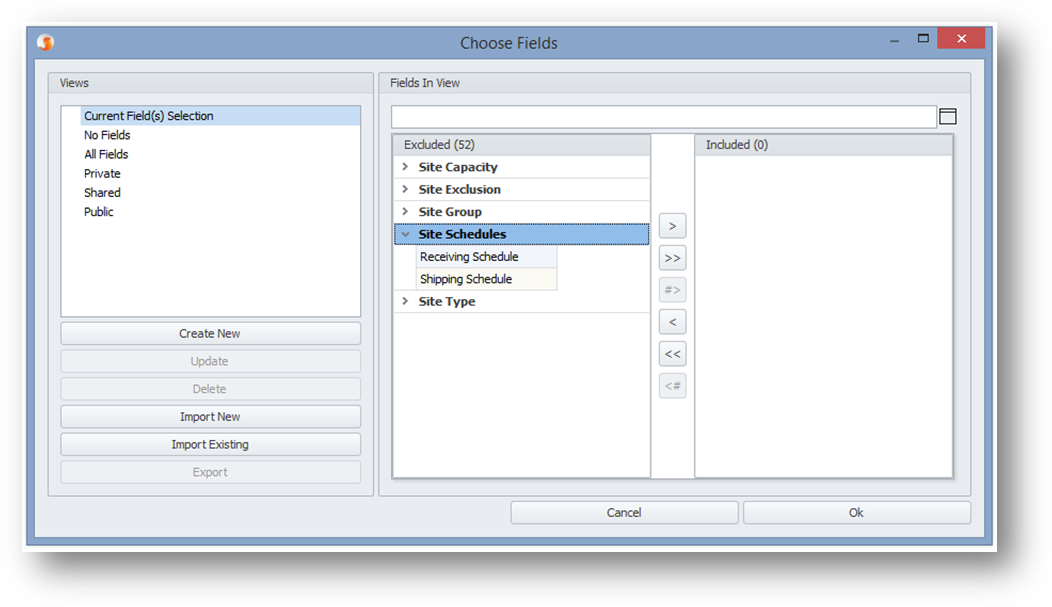 Choose Fields
Views
Current Field(s) Selection
No Fields
All Fields
Private
Shared
Public
Create New
Update
Delete
Import New
Import Existing
Export
Fields In View
Excluded (52)
Site Capacity
Site Exclusion
Site Group
Site Schedules
Receiving Schedule
Shipping Schedule
Site Type
>
>>
#>
<
<<
<#
Included (0)
Cancel
Ok